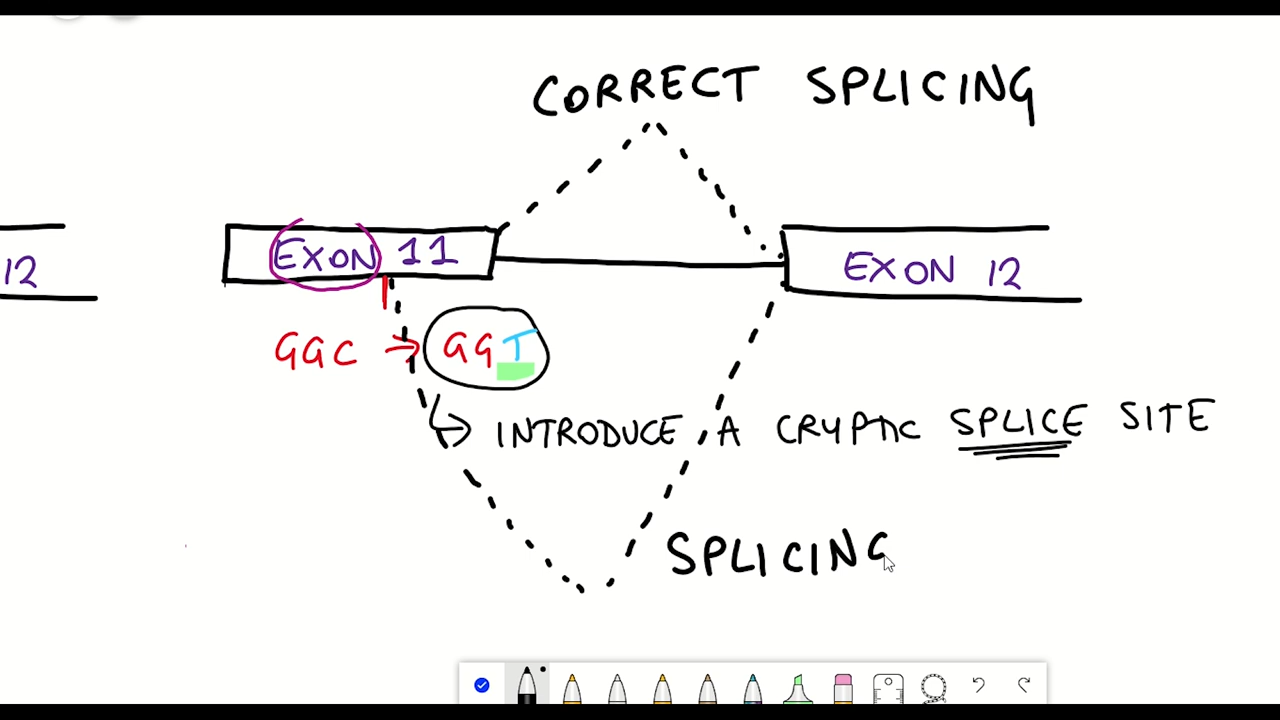 CORRECT SPLICING
12
EXON 11
EXON 12
GGC → GGT
↳ INTRODUCE A CRYPTIC SPLICE SITE
SPLICING